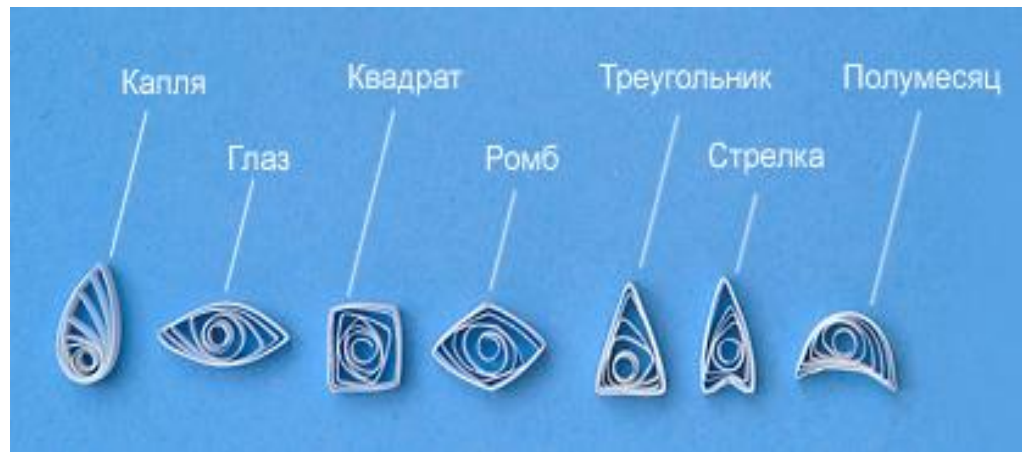 Капля
Глаз
Квадрат
Ромб
Треугольник
Стрелка
Полумесяц